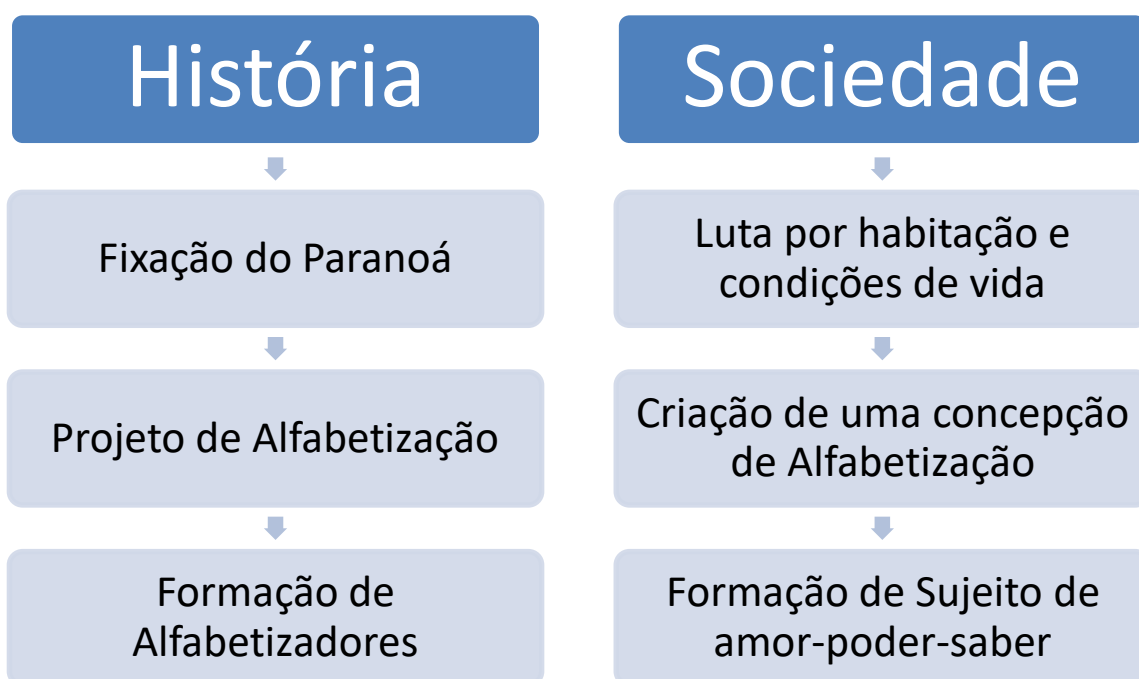 História
Fixação do Paranoá
Projeto de Alfabetização
Formação de
Alfabetizadores
Sociedade
Luta por habitação e
condições de vida
Criação de uma concepção
de Alfabetização
Formação de Sujeito de
amor-poder-saber